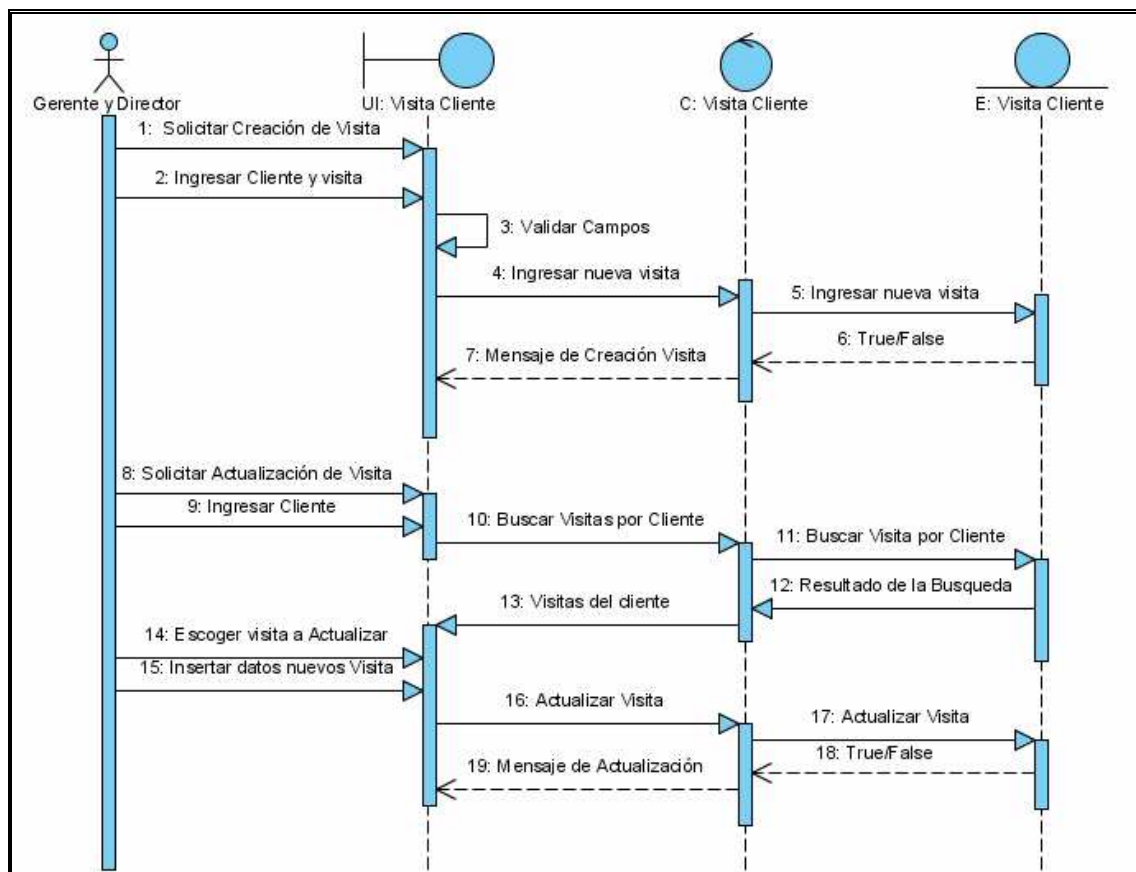 Gerente y Director
UI: Visita Cliente
C: Visita Cliente
E: Visita Cliente
1: Solicitar Creación de Visita
2: Ingresar Cliente y visita
3: Validar Campos
4: Ingresar nueva visita
5: Ingresar nueva visita
6: True/False
7: Mensaje de Creación Visita
8: Solicitar Actualización de Visita
9: Ingresar Cliente
10: Buscar Visitas por Cliente
11: Buscar Visita por Cliente
12: Resultado de la Busqueda
13: Visitas del cliente
14: Escoger visita a Actualizar
15: Insertar datos nuevos Visita
16: Actualizar Visita
17: Actualizar Visita
18: True/False
19: Mensaje de Actualización